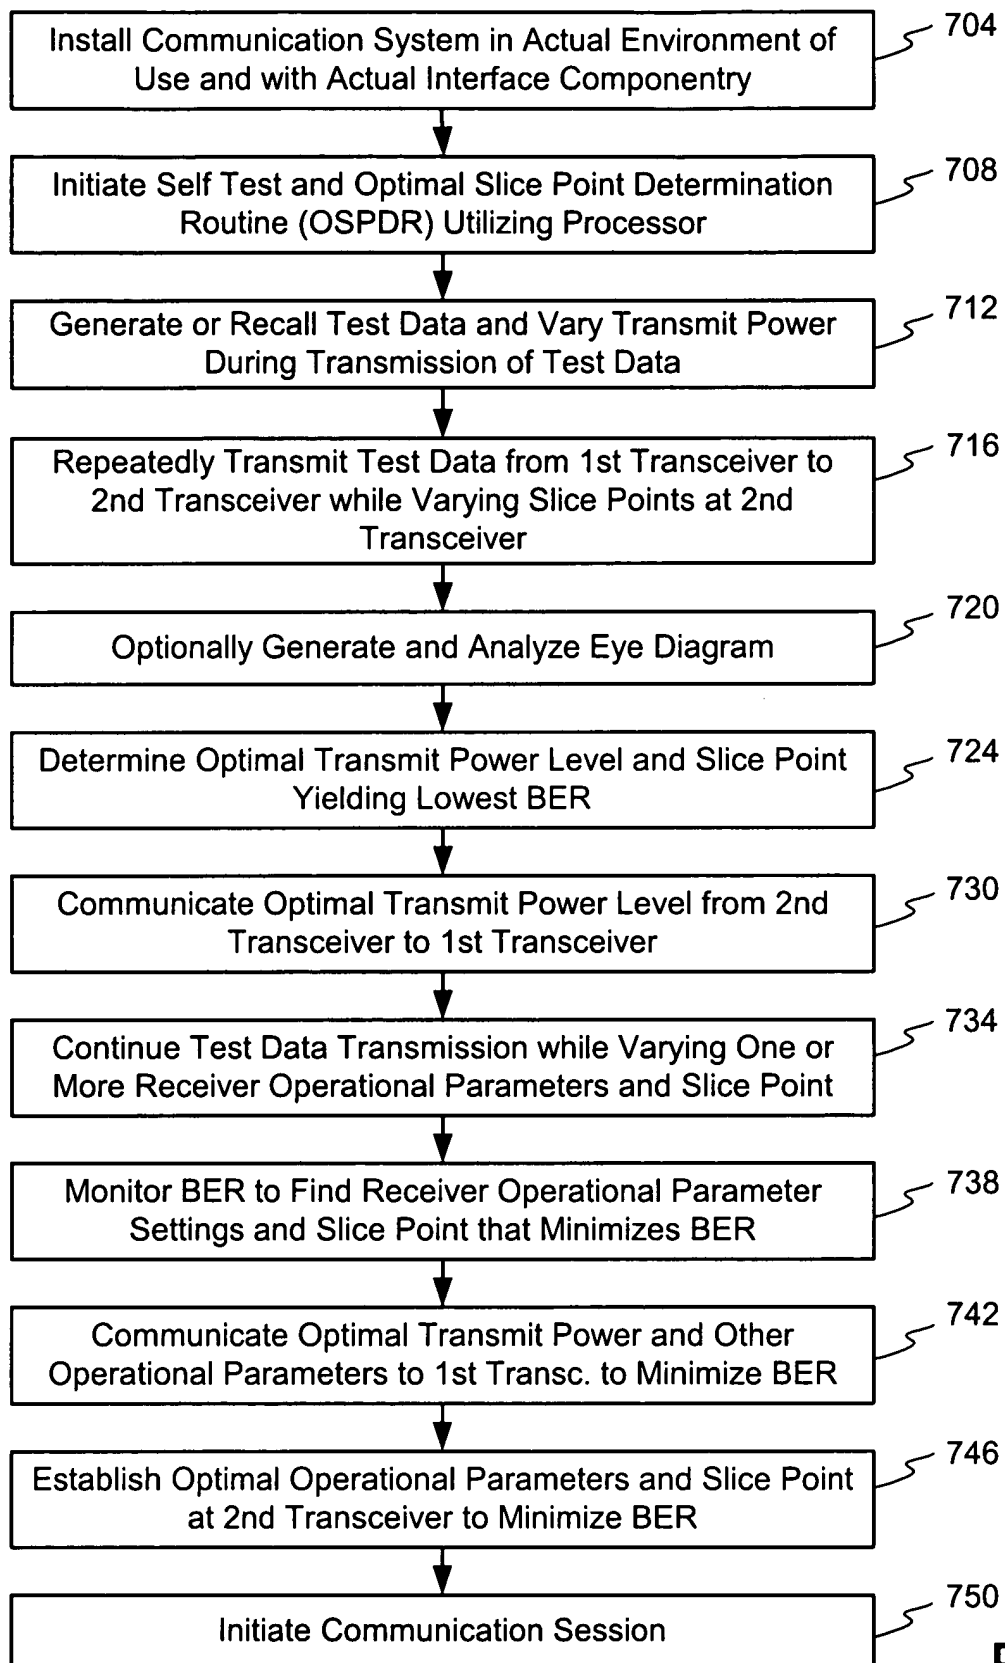 Install Communication System in Actual Environment of
Use and with Actual Interface Componentry
704
Initiate Self Test and Optimal Slice Point Determination
Routine (OSPDR) Utilizing Processor
708
Generate or Recall Test Data and Vary Transmit Power
During Transmission of Test Data
712
Repeatedly Transmit Test Data from 1st Transceiver to
2nd Transceiver while Varying Slice Points at 2nd
Transceiver
716
Optionally Generate and Analyze Eye Diagram
720
Determine Optimal Transmit Power Level and Slice Point
Yielding Lowest BER
724
Communicate Optimal Transmit Power Level from 2nd
Transceiver to 1st Transceiver
730
Continue Test Data Transmission while Varying One or
More Receiver Operational Parameters and Slice Point
734
Monitor BER to Find Receiver Operational Parameter
Settings and Slice Point that Minimizes BER
738
Communicate Optimal Transmit Power and Other
Operational Parameters to 1st Transc. to Minimize BER
742
Establish Optimal Operational Parameters and Slice Point
at 2nd Transceiver to Minimize BER
746
Initiate Communication Session
750